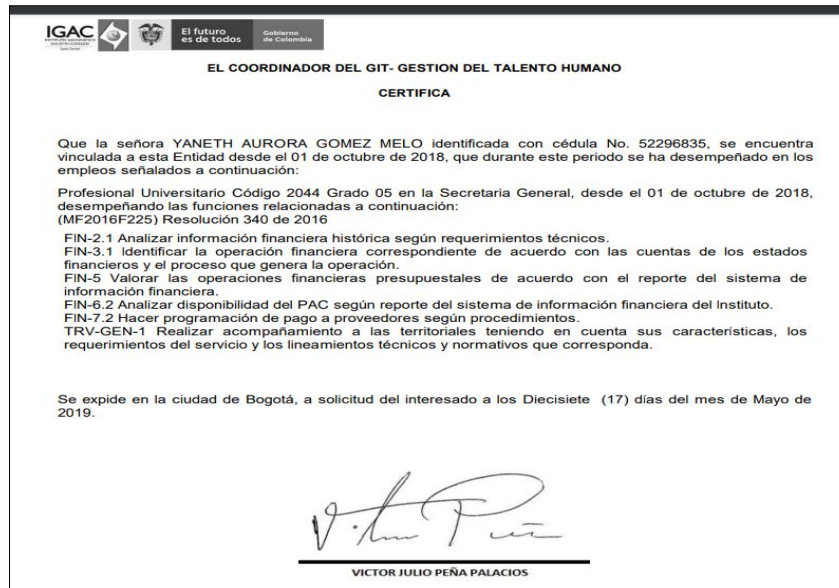 IGAC
INSTITUTO GEOGRÁFICO
AGUSTÍN CODAZZI
El futuro
es de todos
Gobierno
de Colombia
EL COORDINADOR DEL GIT- GESTION DEL TALENTO HUMANO
CERTIFICA
Que la señora YANETH AURORA GOMEZ MELO identificada con cédula No. 52296835, se encuentra
vinculada a esta Entidad desde el 01 de octubre de 2018, que durante este periodo se ha desempeñado en los
empleos señalados a continuación:
Profesional Universitario Código 2044 Grado 05 en la Secretaria General, desde el 01 de octubre de 2018,
desempeñando las funciones relacionadas a continuación:
(MF2016F225) Resolución 340 de 2016
FIN-2.1 Analizar información financiera histórica según requerimientos técnicos.
FIN-3.1 Identificar la operación financiera correspondiente de acuerdo con las cuentas de los estados
financieros y el proceso que genera la operación.
FIN-5 Valorar las operaciones financieras presupuestales de acuerdo con el reporte del sistema de
información financiera.
FIN-6.2 Analizar disponibilidad del PAC según reporte del sistema de información financiera del Instituto.
FIN-7.2 Hacer programación de pago a proveedores según procedimientos.
TRV-GEN-1 Realizar acompañamiento a las territoriales teniendo en cuenta sus características, los
requerimientos del servicio y los lineamientos técnicos y normativos que corresponda.
Se expide en la ciudad de Bogotá, a solicitud del interesado a los Diecisiete (17) días del mes de Mayo de
2019.
VICTOR JULIO PEÑA PALACIOS